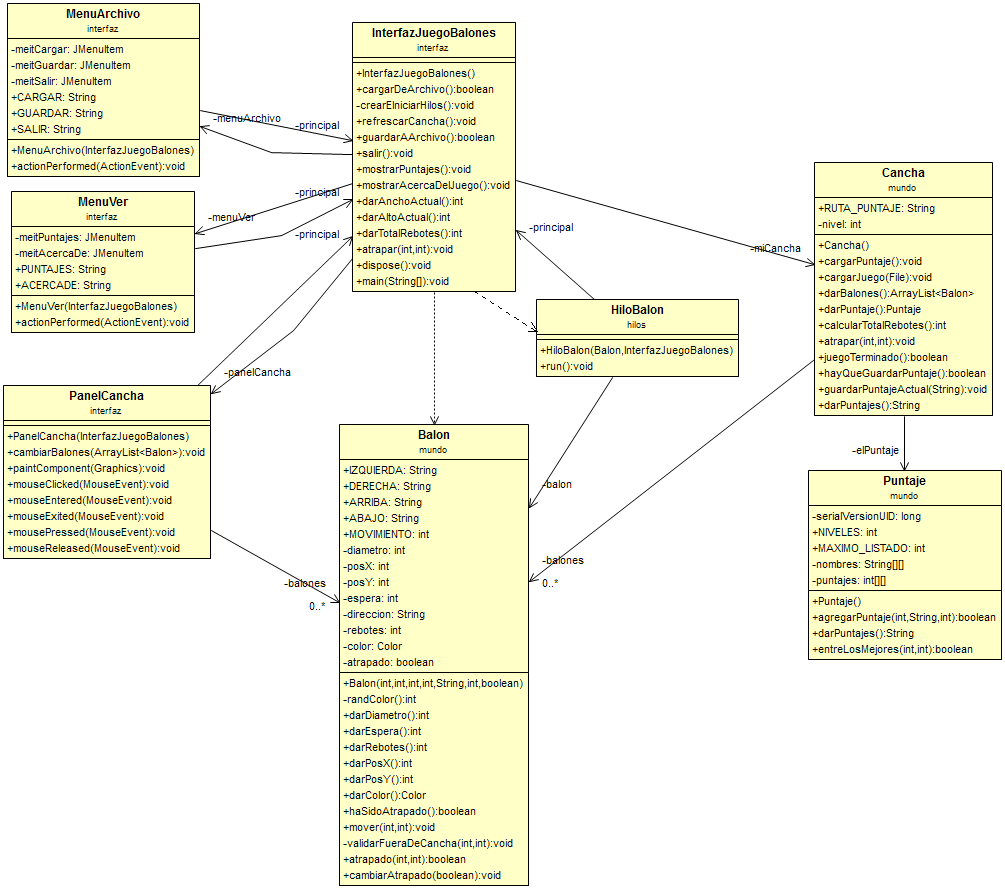 MenuArchivo
interfaz
-meitCargar: JMenuItem
-meitGuardar: JMenuItem
-meitSalir: JMenuItem
+CARGAR: String
+GUARDAR: String
+SALIR: String
+MenuArchivo(InterfazJuegoBalones)
+actionPerformed(ActionEvent):void
InterfazJuegoBalones
interfaz
+InterfazJuegoBalones()
+cargarDeArchivo():boolean
-crearEIniciarHilos():void
+refrescarCancha():void
+guardarAArchivo():boolean
+salir():void
+mostrarPuntajes():void
+mostrarAcercaDelJuego():void
+darAnchoActual():int
+darAltoActual():int
+darTotalRebotes():int
+atrapar(int,int):void
+dispose():void
+main(String[]):void
-menuArchivo
-principal
MenuVer
interfaz
-meitPuntajes: JMenuItem
-meitAcercaDe: JMenuItem
+PUNTAJES: String
+ACERCADE: String
+MenuVer(InterfazJuegoBalones)
+actionPerformed(ActionEvent):void
-principal
-menuVer
-principal
-principal
-miCancha
Cancha
mundo
+RUTA_PUNTAJE: String
-nivel: int
+Cancha()
+cargarPuntaje():void
+cargarJuego(File):void
+darBalones():ArrayList<Balon>
+darPuntaje():Puntaje
+calcularTotalRebotes():int
+atrapar(int,int):void
+juegoTerminado():boolean
+hayQueGuardarPuntaje():boolean
+guardarPuntajeActual(String):void
+darPuntajes():String
HiloBalon
hilos
+HiloBalon(Balon,InterfazJuegoBalones)
+run():void
-panelCancha
PanelCancha
interfaz
+PanelCancha(InterfazJuegoBalones)
+cambiarBalones(ArrayList<Balon>):void
+paintComponent(Graphics):void
+mouseClicked(MouseEvent):void
+mouseEntered(MouseEvent):void
+mouseExited(MouseEvent):void
+mousePressed(MouseEvent):void
+mouseReleased(MouseEvent):void
-balones
0..*
Balon
mundo
+IZQUIERDA: String
+DERECHA: String
+ARRIBA: String
+ABAJO: String
+MOVIMIENTO: int
-diametro: int
-posX: int
-posY: int
-espera: int
-direccion: String
-rebotes: int
-color: Color
-atrapado: boolean
+Balon(int,int,int,int,String,int,boolean)
-randColor():int
+darDiametro():int
+darEspera():int
+darRebotes():int
+darPosX():int
+darPosY():int
+darColor():Color
+haSidoAtrapado():boolean
+mover(int,int):void
-validarFueraDeCancha(int,int):void
+atrapado(int,int):boolean
+cambiarAtrapado(boolean):void
-balon
-balones
0..*
-elPuntaje
Puntaje
mundo
-serialVersionUID: long
+NIVELES: int
+MAXIMO_LISTADO: int
-nombres: String[][]
-puntajes: int[][]
+Puntaje()
+agregarPuntaje(int,String,int):boolean
+darPuntajes():String
+entreLosMejores(int,int):boolean